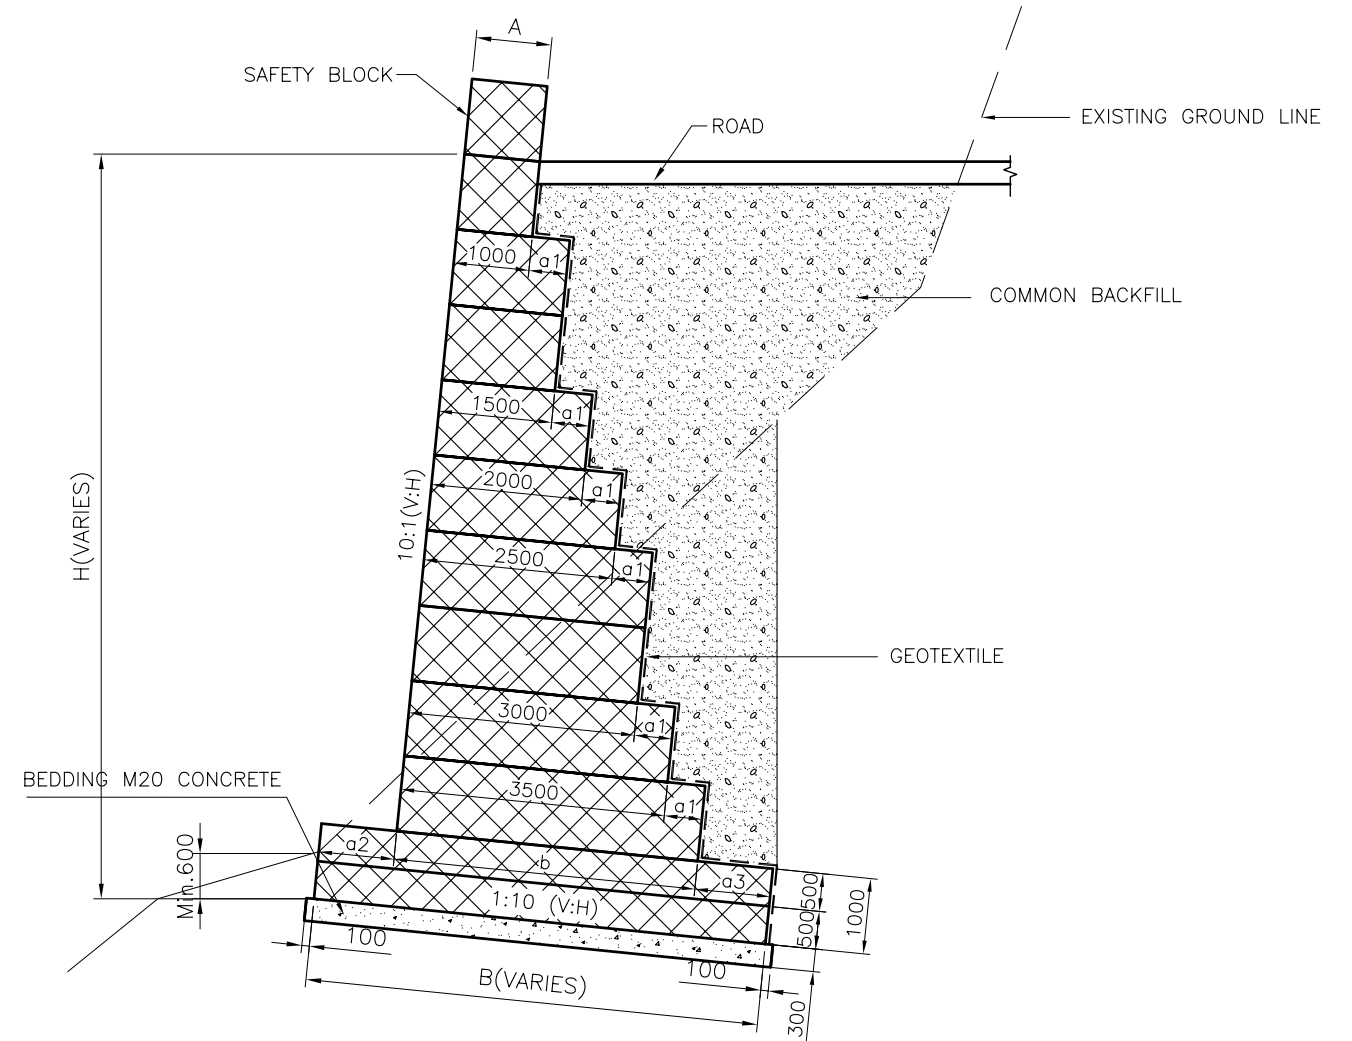 A
SAFETY BLOCK
ROAD
EXISTING GROUND LINE
1000
a1
COMMON BACKFILL
1500
a1
2000
a1
H(VARIES)
10:1(V:H)
2500
a1
GEOTEXTILE
3000
a1
BEDDING M20 CONCRETE
3500
a1
Min.600
a2
b
a3
500
1:10 (V:H)
500
1000
100
100
B(VARIES)
300